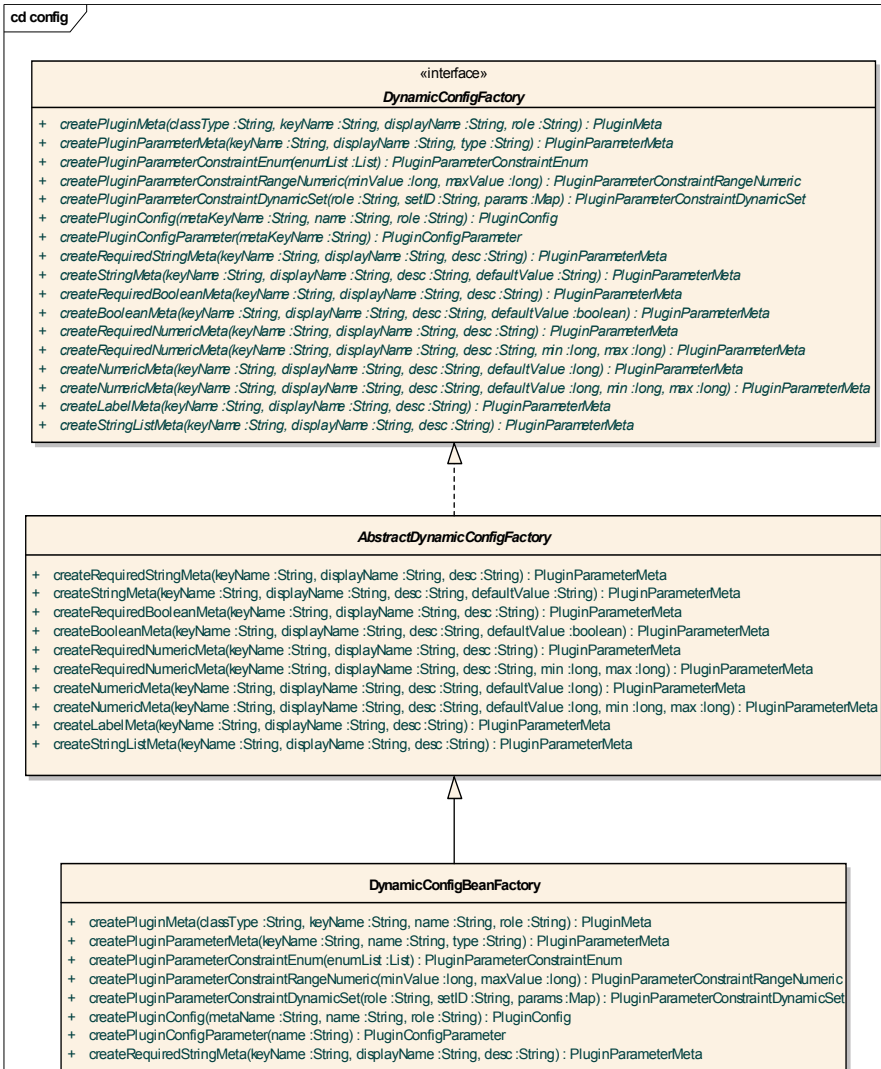 cd config
«interface»
DynamicConfigFactory
+ createPluginMeta(classType :String, keyName :String, displayName :String, role :String) : PluginMeta
+ createPluginParameterMeta(keyName :String, displayName :String, type :String) : PluginParameterMeta
+ createPluginParameterConstraintEnum(enumList :List) : PluginParameterConstraintEnum
+ createPluginParameterConstraintRangeNumeric(minValue :long, maxValue :long) : PluginParameterConstraintRangeNumeric
+ createPluginParameterConstraintDynamicSet(role :String, setID :String, params :Map) : PluginParameterConstraintDynamicSet
+ createPluginConfig(metaKeyName :String, name :String, role :String) : PluginConfig
+ createPluginConfigParameter(metaKeyName :String) : PluginConfigParameter
+ createRequiredStringMeta(keyName :String, displayName :String, desc :String) : PluginParameterMeta
+ createStringMeta(keyName :String, displayName :String, desc :String, defaultValue :String) : PluginParameterMeta
+ createRequiredBooleanMeta(keyName :String, displayName :String, desc :String) : PluginParameterMeta
+ createBooleanMeta(keyName :String, displayName :String, desc :String, defaultValue :boolean) : PluginParameterMeta
+ createRequiredNumericMeta(keyName :String, displayName :String, desc :String) : PluginParameterMeta
+ createRequiredNumericMeta(keyName :String, displayName :String, desc :String, min :long, max :long) : PluginParameterMeta
+ createNumericMeta(keyName :String, displayName :String, desc :String, defaultValue :long) : PluginParameterMeta
+ createNumericMeta(keyName :String, displayName :String, desc :String, defaultValue :long, min :long, max :long) : PluginParameterMeta
+ createLabelMeta(keyName :String, displayName :String, desc :String) : PluginParameterMeta
+ createStringListMeta(keyName :String, displayName :String, desc :String) : PluginParameterMeta
AbstractDynamicConfigFactory
+ createRequiredStringMeta(keyName :String, displayName :String, desc :String) : PluginParameterMeta
+ createStringMeta(keyName :String, displayName :String, desc :String, defaultValue :String) : PluginParameterMeta
+ createRequiredBooleanMeta(keyName :String, displayName :String, desc :String) : PluginParameterMeta
+ createBooleanMeta(keyName :String, displayName :String, desc :String, defaultValue :boolean) : PluginParameterMeta
+ createRequiredNumericMeta(keyName :String, displayName :String, desc :String) : PluginParameterMeta
+ createRequiredNumericMeta(keyName :String, displayName :String, desc :String, min :long, max :long) : PluginParameterMeta
+ createNumericMeta(keyName :String, displayName :String, desc :String, defaultValue :long) : PluginParameterMeta
+ createNumericMeta(keyName :String, displayName :String, desc :String, defaultValue :long, min :long, max :long) : PluginParameterMeta
+ createLabelMeta(keyName :String, displayName :String, desc :String) : PluginParameterMeta
+ createStringListMeta(keyName :String, displayName :String, desc :String) : PluginParameterMeta
DynamicConfigBeanFactory
+ createPluginMeta(classType :String, keyName :String, name :String, role :String) : PluginMeta
+ createPluginParameterMeta(keyName :String, name :String, type :String) : PluginParameterMeta
+ createPluginParameterConstraintEnum(enumList :List) : PluginParameterConstraintEnum
+ createPluginParameterConstraintRangeNumeric(minValue :long, maxValue :long) : PluginParameterConstraintRangeNumeric
+ createPluginParameterConstraintDynamicSet(role :String, setID :String, params :Map) : PluginParameterConstraintDynamicSet
+ createPluginConfig(metaName :String, name :String, role :String) : PluginConfig
+ createPluginConfigParameter(name :String) : PluginConfigParameter
+ createRequiredStringMeta(keyName :String, displayName :String, desc :String) : PluginParameterMeta